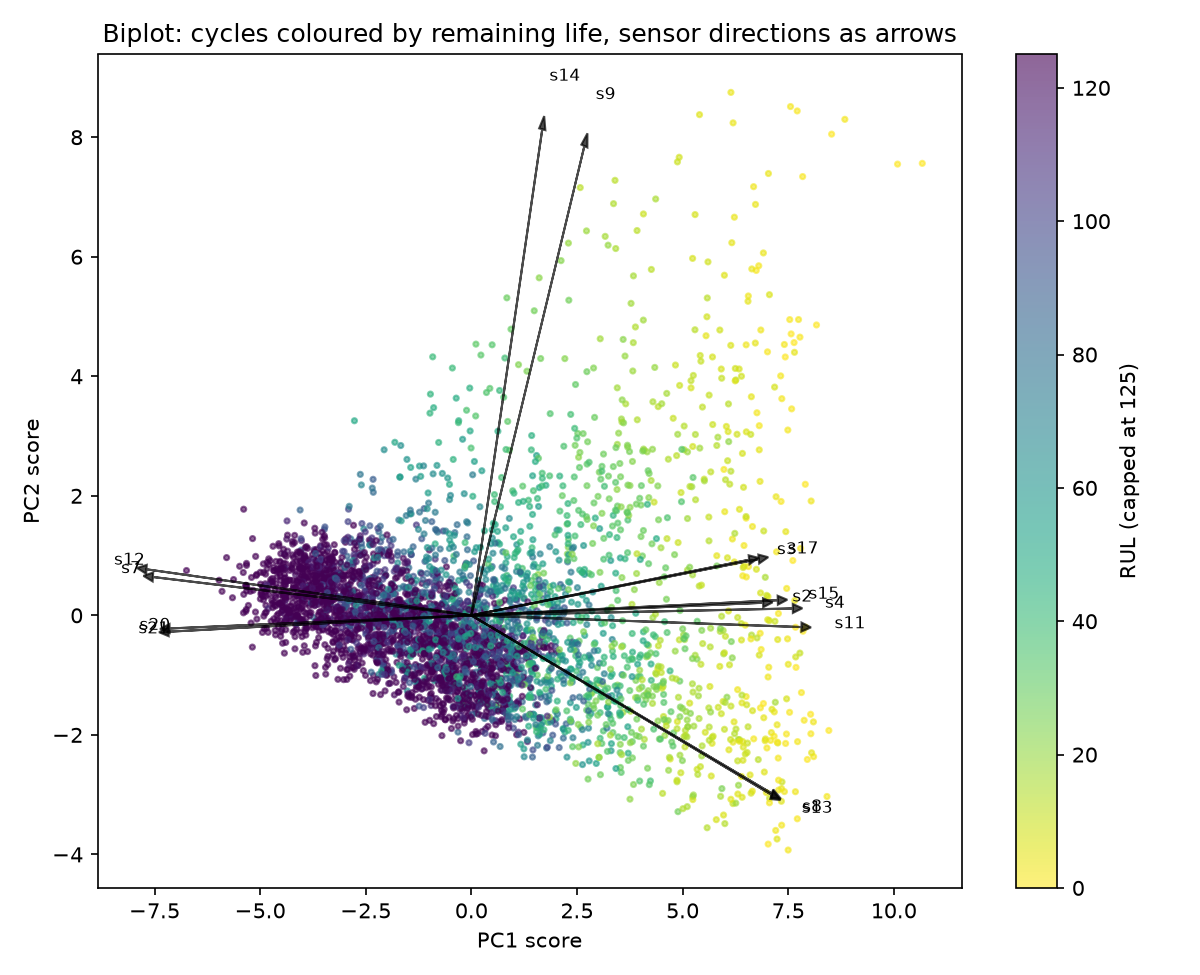 Biplot: cycles coloured by remaining life, sensor directions as arrows
s14
s9
s12
s7
s20
s3
s17
s2
s15
s4
s11
s8
s13
8
6
4
2
0
−2
−4
PC2 score
−7.5 −5.0 −2.5 0.0 2.5 5.0 7.5 10.0
PC1 score
120
100
80
60
40
20
0
RUL (capped at 125)